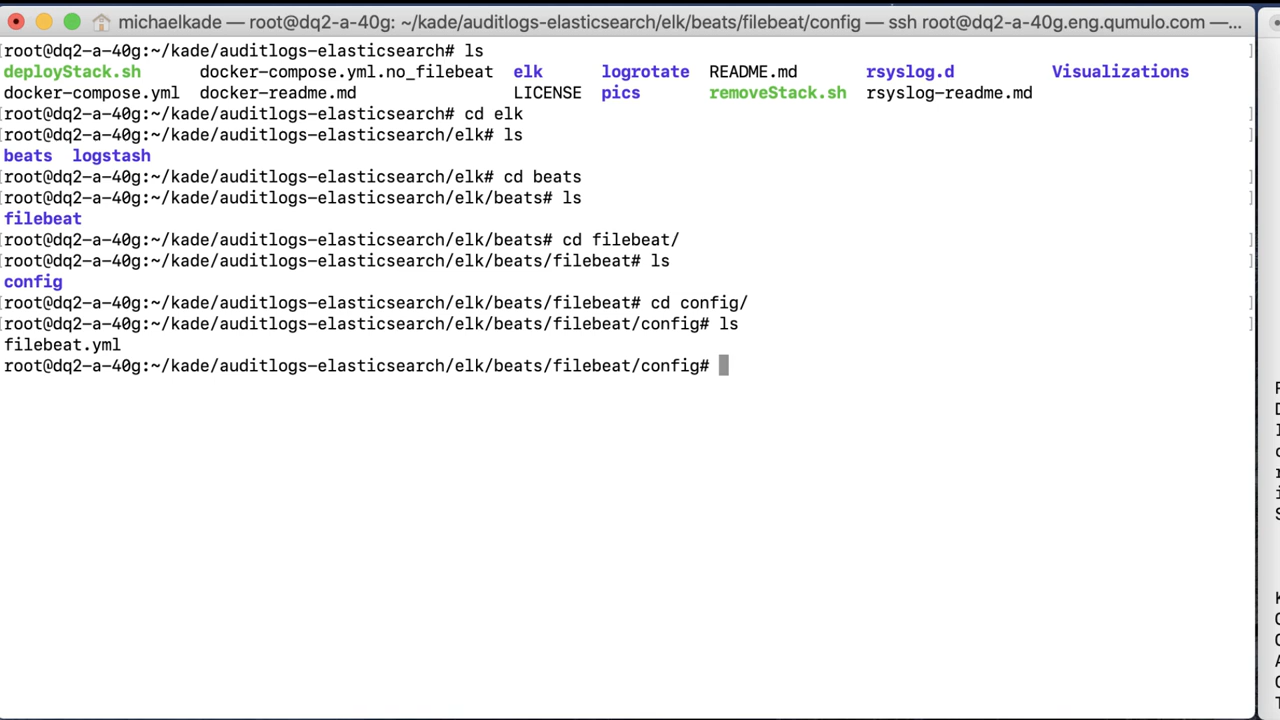 michaelkade — root@dq2-a-40g: ~/kade/auditlogs-elasticsearch/elk/beats/filebeat/config — ssh root@dq2-a-40g.eng.qumulo.com —...
[root@dq2-a-40g:~/kade/auditlogs-elasticsearch# ls ]
deployStack.sh docker-compose.yml.no_filebeat elk logrotate README.md rsyslog.d Visualizations
docker-compose.yml docker-readme.md LICENSE pics removeStack.sh rsyslog-readme.md
[root@dq2-a-40g:~/kade/auditlogs-elasticsearch# cd elk ]
[root@dq2-a-40g:~/kade/auditlogs-elasticsearch/elk# ls ]
beats logstash
[root@dq2-a-40g:~/kade/auditlogs-elasticsearch/elk# cd beats ]
[root@dq2-a-40g:~/kade/auditlogs-elasticsearch/elk/beats# ls ]
filebeat
[root@dq2-a-40g:~/kade/auditlogs-elasticsearch/elk/beats# cd filebeat/ ]
[root@dq2-a-40g:~/kade/auditlogs-elasticsearch/elk/beats/filebeat# ls ]
config
[root@dq2-a-40g:~/kade/auditlogs-elasticsearch/elk/beats/filebeat# cd config/ ]
[root@dq2-a-40g:~/kade/auditlogs-elasticsearch/elk/beats/filebeat/config# ls ]
filebeat.yml
root@dq2-a-40g:~/kade/auditlogs-elasticsearch/elk/beats/filebeat/config#